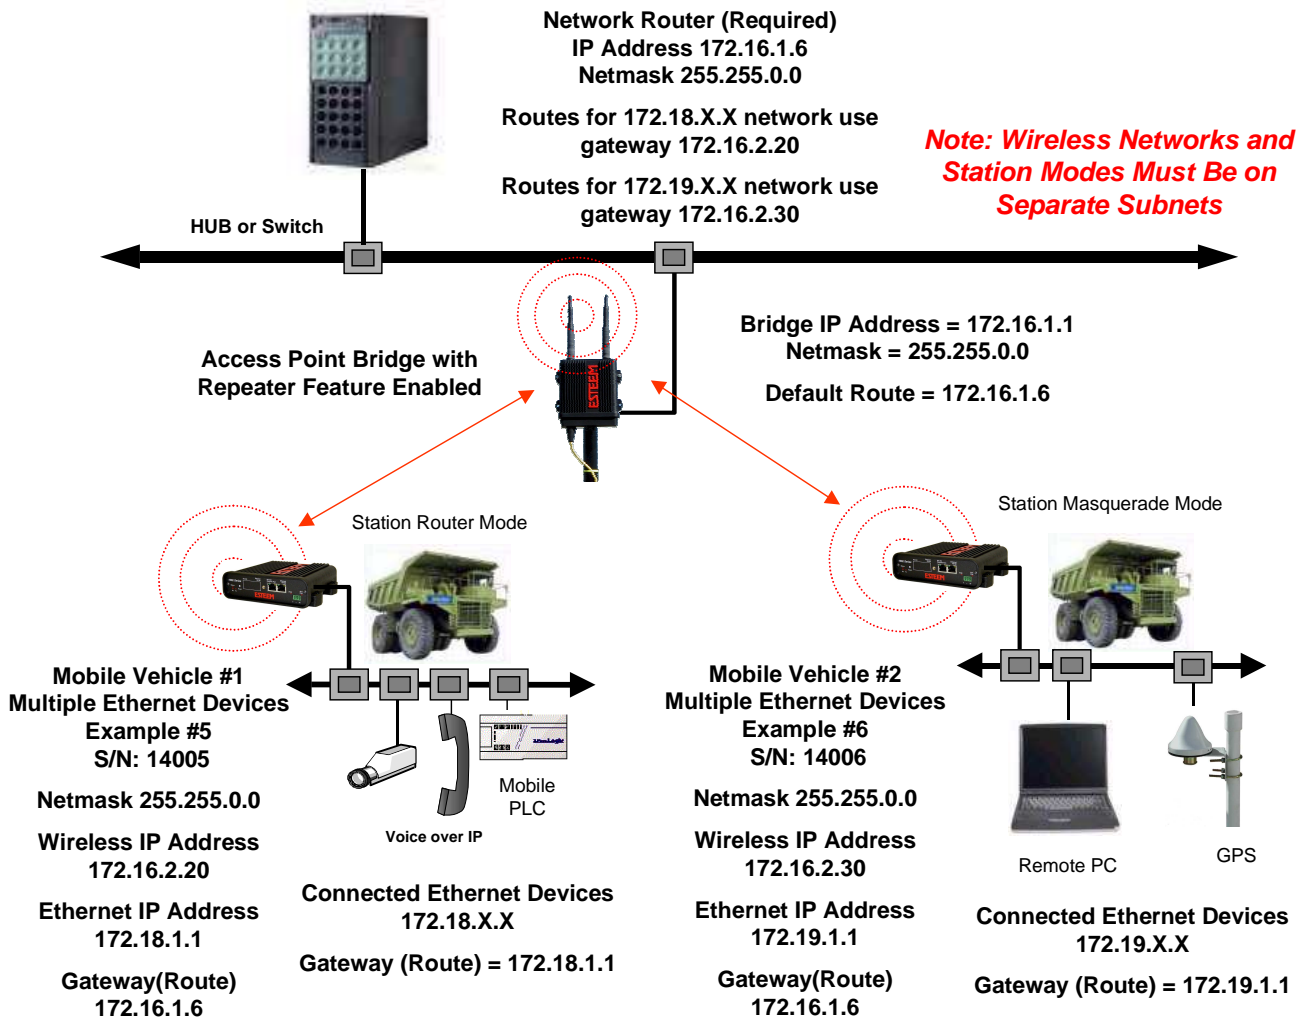 Network Router (Required)
IP Address 172.16.1.6
Netmask 255.255.0.0
Routes for 172.18.X.X network use
gateway 172.16.2.20
Routes for 172.19.X.X network use
gateway 172.16.2.30
Note: Wireless Networks and
Station Modes Must Be on
Separate Subnets
HUB or Switch
Access Point Bridge with
Repeater Feature Enabled
ESTEEM
Bridge IP Address = 172.16.1.1
Netmask = 255.255.0.0
Default Route = 172.16.1.6
Station Router Mode
ESTEEM
Station Masquerade Mode
ESTEEM
Mobile Vehicle #1
Multiple Ethernet Devices
Example #5
S/N: 14005
Netmask 255.255.0.0
Wireless IP Address
172.16.2.20
Ethernet IP Address
172.18.1.1
Gateway(Route)
172.16.1.6
Voice over IP
Mobile
PLC
Connected Ethernet Devices
172.18.X.X
Gateway (Route) = 172.18.1.1
Mobile Vehicle #2
Multiple Ethernet Devices
Example #6
S/N: 14006
Netmask 255.255.0.0
Wireless IP Address
172.16.2.30
Ethernet IP Address
172.19.1.1
Gateway(Route)
172.16.1.6
Remote PC
GPS
Connected Ethernet Devices
172.19.X.X
Gateway (Route) = 172.19.1.1